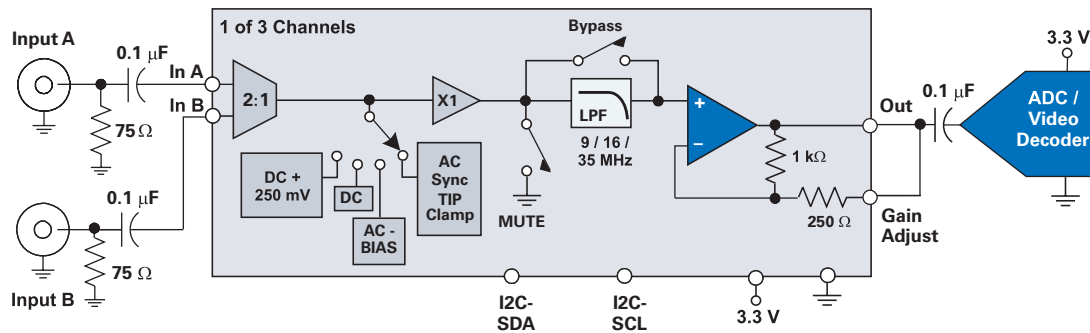 1 of 3 Channels
Input A
0.1 μF
75 Ω
In A
In B
2:1
X1
Bypass
LPF
9 / 16 /
35 MHz
+
−
Out
0.1 μF
3.3 V
ADC /
Video
Decoder
1 kΩ
250 Ω
Gain
Adjust
DC +
250 mV
DC
AC -
BIAS
AC
Sync
TIP
Clamp
MUTE
Input B
0.1 μF
75 Ω
I2C-
SDA
I2C-
SCL
3.3 V